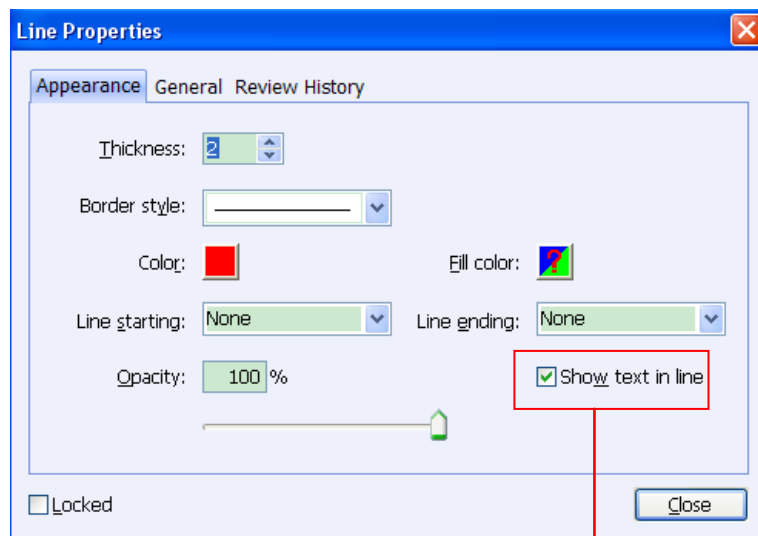 Line Properties
Appearance General Review History
Thickness: 2
Border style:
Color: Fill color: ?
Line starting: None Line ending: None
Opacity: 100 % Show text in line
Locked Close